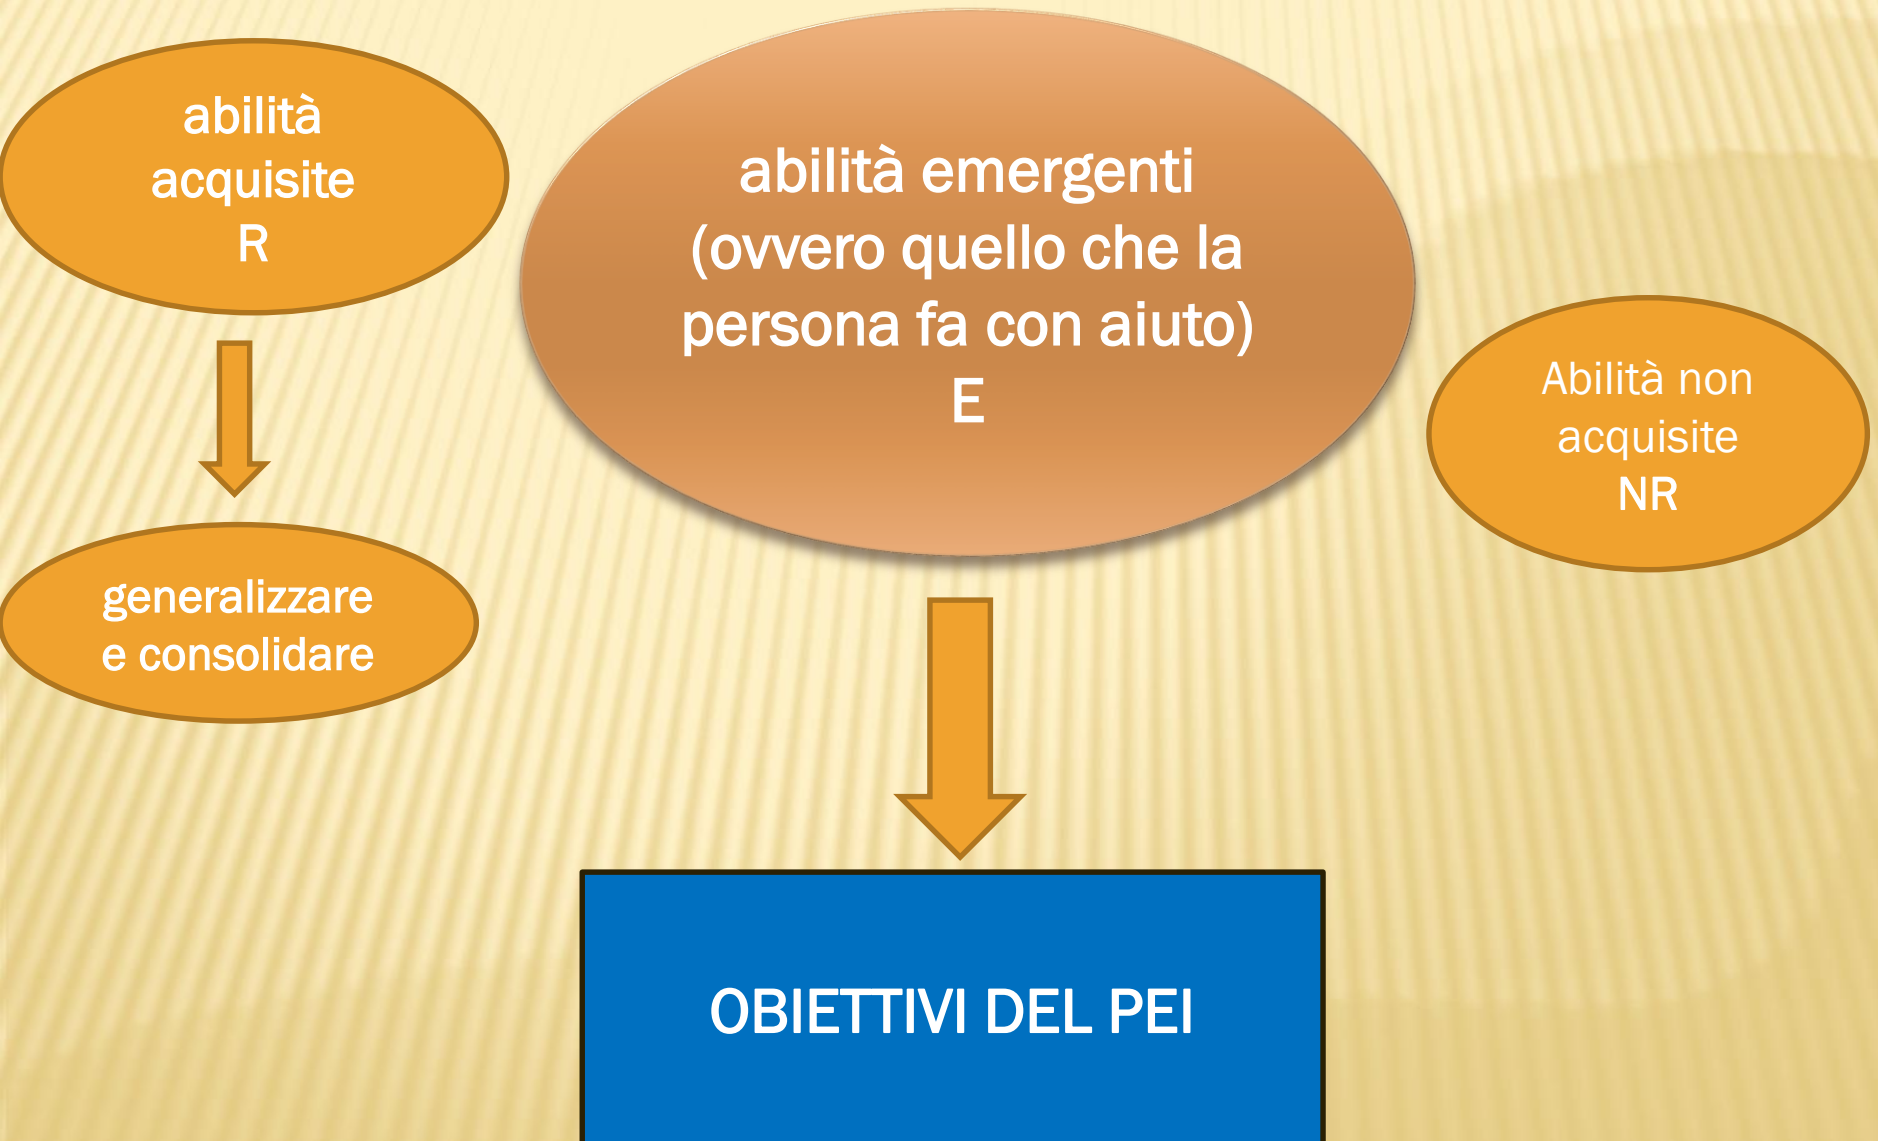 abilità
acquisite
R
abilità emergenti
(ovvero quello che la
persona fa con aiuto)
E
Abilità non
acquisite
NR
generalizzare
e consolidare
OBIETTIVI DEL PEI